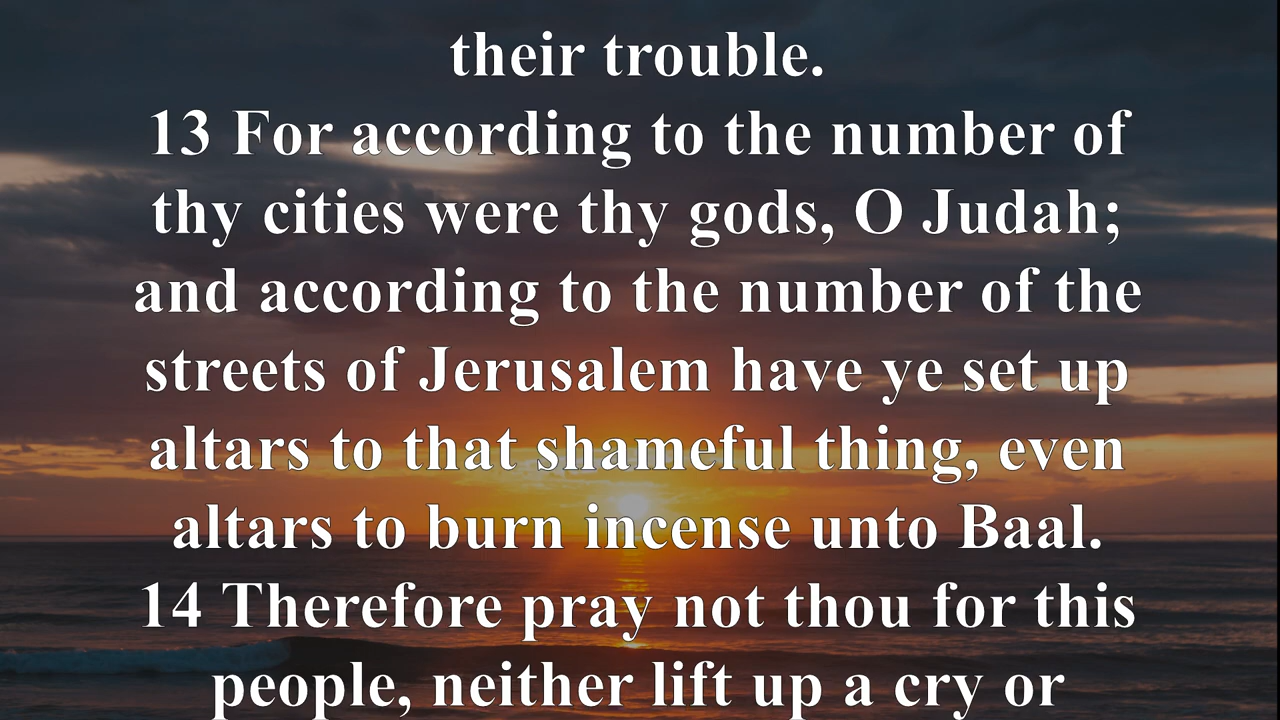 their trouble.
13 For according to the number of
thy cities were thy gods, O Judah;
and according to the number of the
streets of Jerusalem have ye set up
altars to that shameful thing, even
altars to burn incense unto Baal.
14 Therefore pray not thou for this
people, neither lift up a cry or